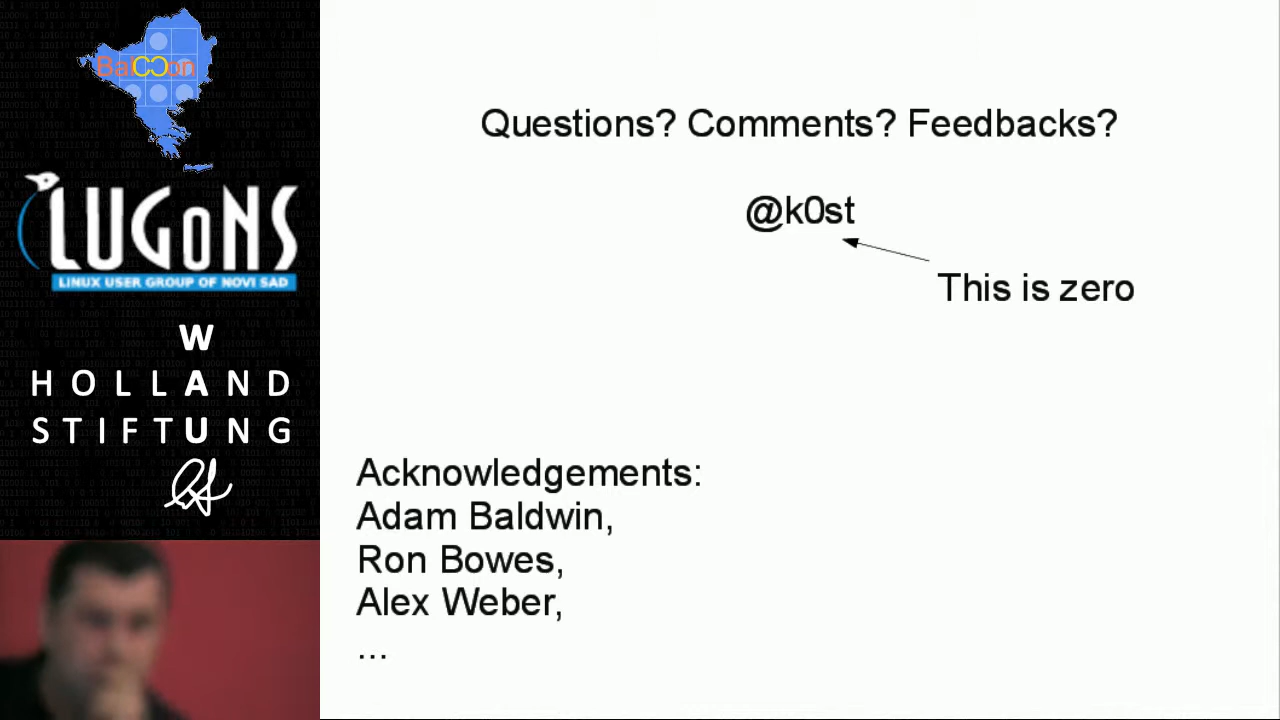 BalCCon
LUGoNS
LINUX USER GROUP OF NOVI SAD
W
HOLLAND
STIFTUNG
Questions? Comments? Feedbacks?
@k0st
This is zero
Acknowledgements:
Adam Baldwin,
Ron Bowes,
Alex Weber,
...